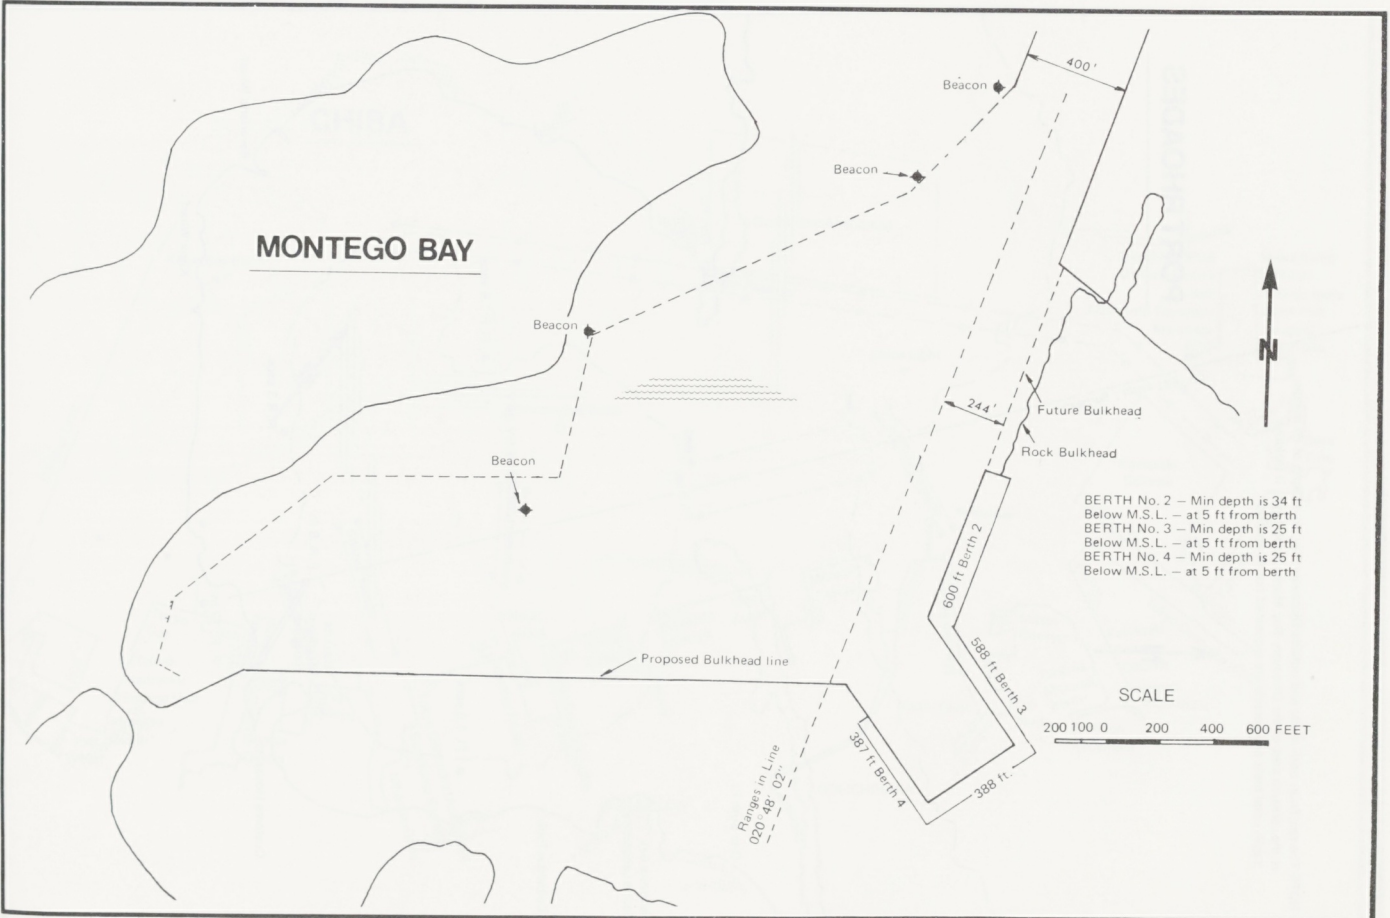 400'
Beacon
Beacon
MONTEGO BAY
Beacon
N
244'
Future Bulkhead
Rock Bulkhead
Beacon
BERTH No. 2 — Min depth is 34 ft
Below M.S.L. — at 5 ft from berth
BERTH No. 3 — Min depth is 25 ft
Below M.S.L. — at 5 ft from berth
BERTH No. 4 — Min depth is 25 ft
Below M.S.L. — at 5 ft from berth
600 ft Berth 2
588 ft Berth 3
Proposed Bulkhead line
SCALE
200 100 0 200 400 600 FEET
387 ft Berth 4
388 ft.
Ranges in Line
020° 48' 02"